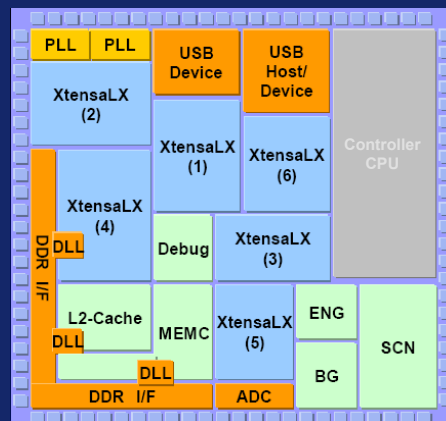 PLL
PLL
USB
Device
USB
Host/
Device
XtensaLX
(2)
XtensaLX
(1)
XtensaLX
(6)
Controller
CPU
XtensaLX
(4)
DDR I/F
DLL
Debug
XtensaLX
(3)
L2-Cache
DLL
MEMC
XtensaLX
(5)
ENG
SCN
DLL
BG
DDR I/F
ADC